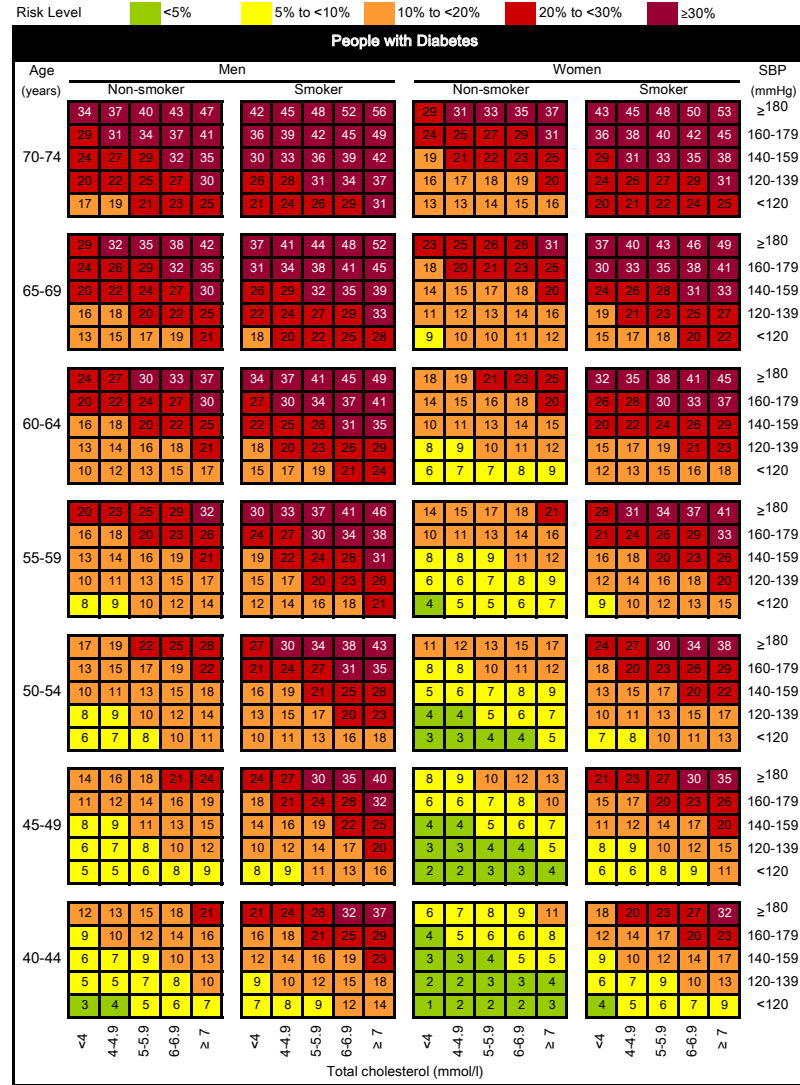 Risk Level <5% 5% to <10% 10% to <20% 20% to <30% ≥30%
People with Diabetes
Age Men Women SBP
(years) Non-smoker Smoker Non-smoker Smoker (mmHg)
34 37 40 43 47 42 45 48 52 56 29 31 33 35 37 43 45 48 50 53 ≥180
29 31 34 37 41 36 39 42 45 49 24 25 27 29 31 36 38 40 42 45 160-179
70-74 24 27 29 32 35 30 33 36 39 42 19 21 22 23 25 29 31 33 35 38 140-159
20 22 25 27 30 26 28 31 34 37 16 17 18 19 20 24 26 27 29 31 120-139
17 19 21 23 25 21 24 26 29 31 13 13 14 15 16 20 21 22 24 25 <120
29 32 35 38 42 37 41 44 48 52 23 25 26 28 31 37 40 43 46 49 ≥180
24 26 29 32 35 31 34 38 41 45 18 20 21 23 25 30 33 35 38 41 160-179
65-69 20 22 24 27 30 26 29 32 35 39 14 15 17 18 20 24 26 28 31 33 140-159
16 18 20 22 25 22 24 27 29 33 11 12 13 14 16 19 21 23 25 27 120-139
13 15 17 19 21 18 20 22 25 28 9 10 10 11 12 15 17 18 20 22 <120
24 27 30 33 37 34 37 41 45 49 18 19 21 23 25 32 35 38 41 45 ≥180
20 22 24 27 30 27 30 34 37 41 14 15 16 18 20 26 28 30 33 37 160-179
60-64 16 18 20 22 25 22 25 28 31 35 10 11 13 14 15 20 22 24 26 29 140-159
13 14 16 18 21 18 20 23 26 29 8 9 10 11 12 15 17 19 21 23 120-139
10 12 13 15 17 15 17 19 21 24 6 7 7 8 9 12 13 15 16 18 <120
20 23 25 29 32 30 33 37 41 46 14 15 17 18 21 28 31 34 37 41 ≥180
16 18 20 23 26 24 27 30 34 38 10 11 13 14 16 21 24 26 29 33 160-179
55-59 13 14 16 19 21 19 22 24 28 31 8 8 9 11 12 16 18 20 23 26 140-159
10 11 13 15 17 15 17 20 23 26 6 6 7 8 9 12 14 16 18 20 120-139
8 9 10 12 14 12 14 16 18 21 4 5 5 6 7 9 10 12 13 15 <120
17 19 22 25 28 27 30 34 38 43 11 12 13 15 17 24 27 30 34 38 ≥180
13 15 17 19 22 21 24 27 31 35 8 8 10 11 12 18 20 23 26 29 160-179
50-54 10 11 13 15 18 16 19 21 25 28 5 6 7 8 9 13 15 17 20 22 140-159
8 9 10 12 14 13 15 17 20 23 4 4 5 6 7 10 11 13 15 17 120-139
6 7 8 10 11 10 11 13 16 18 3 3 4 4 5 7 8 10 11 13 <120
14 16 18 21 24 24 27 30 35 40 8 9 10 12 13 21 23 27 30 35 ≥180
11 12 14 16 19 18 21 24 28 32 6 6 7 8 10 15 17 20 23 26 160-179
45-49 8 9 11 13 15 14 16 19 22 25 4 4 5 6 7 11 12 14 17 20 140-159
6 7 8 10 12 10 12 14 17 20 3 3 4 4 5 8 9 10 12 15 120-139
5 5 6 8 9 8 9 11 13 16 2 2 3 3 4 6 6 8 9 11 <120
12 13 15 18 21 21 24 28 32 37 6 7 8 9 11 18 20 23 27 32 ≥180
9 10 12 14 16 16 18 21 25 29 4 5 6 6 8 12 14 17 20 23 160-179
40-44 6 7 9 10 13 12 14 16 19 23 3 3 4 5 5 9 10 12 14 17 140-159
5 5 7 8 10 9 10 12 15 18 2 2 3 3 4 6 7 9 10 13 120-139
3 4 5 6 7 7 8 9 12 14 1 2 2 2 3 4 5 6 7 9 <120
<4 4-4.9 5-5.9 6-6.9 ≥ 7 <4 4-4.9 5-5.9 6-6.9 ≥ 7 <4 4-4.9 5-5.9 6-6.9 ≥ 7 <4 4-4.9 5-5.9 6-6.9 ≥ 7
Total cholesterol (mmol/l)